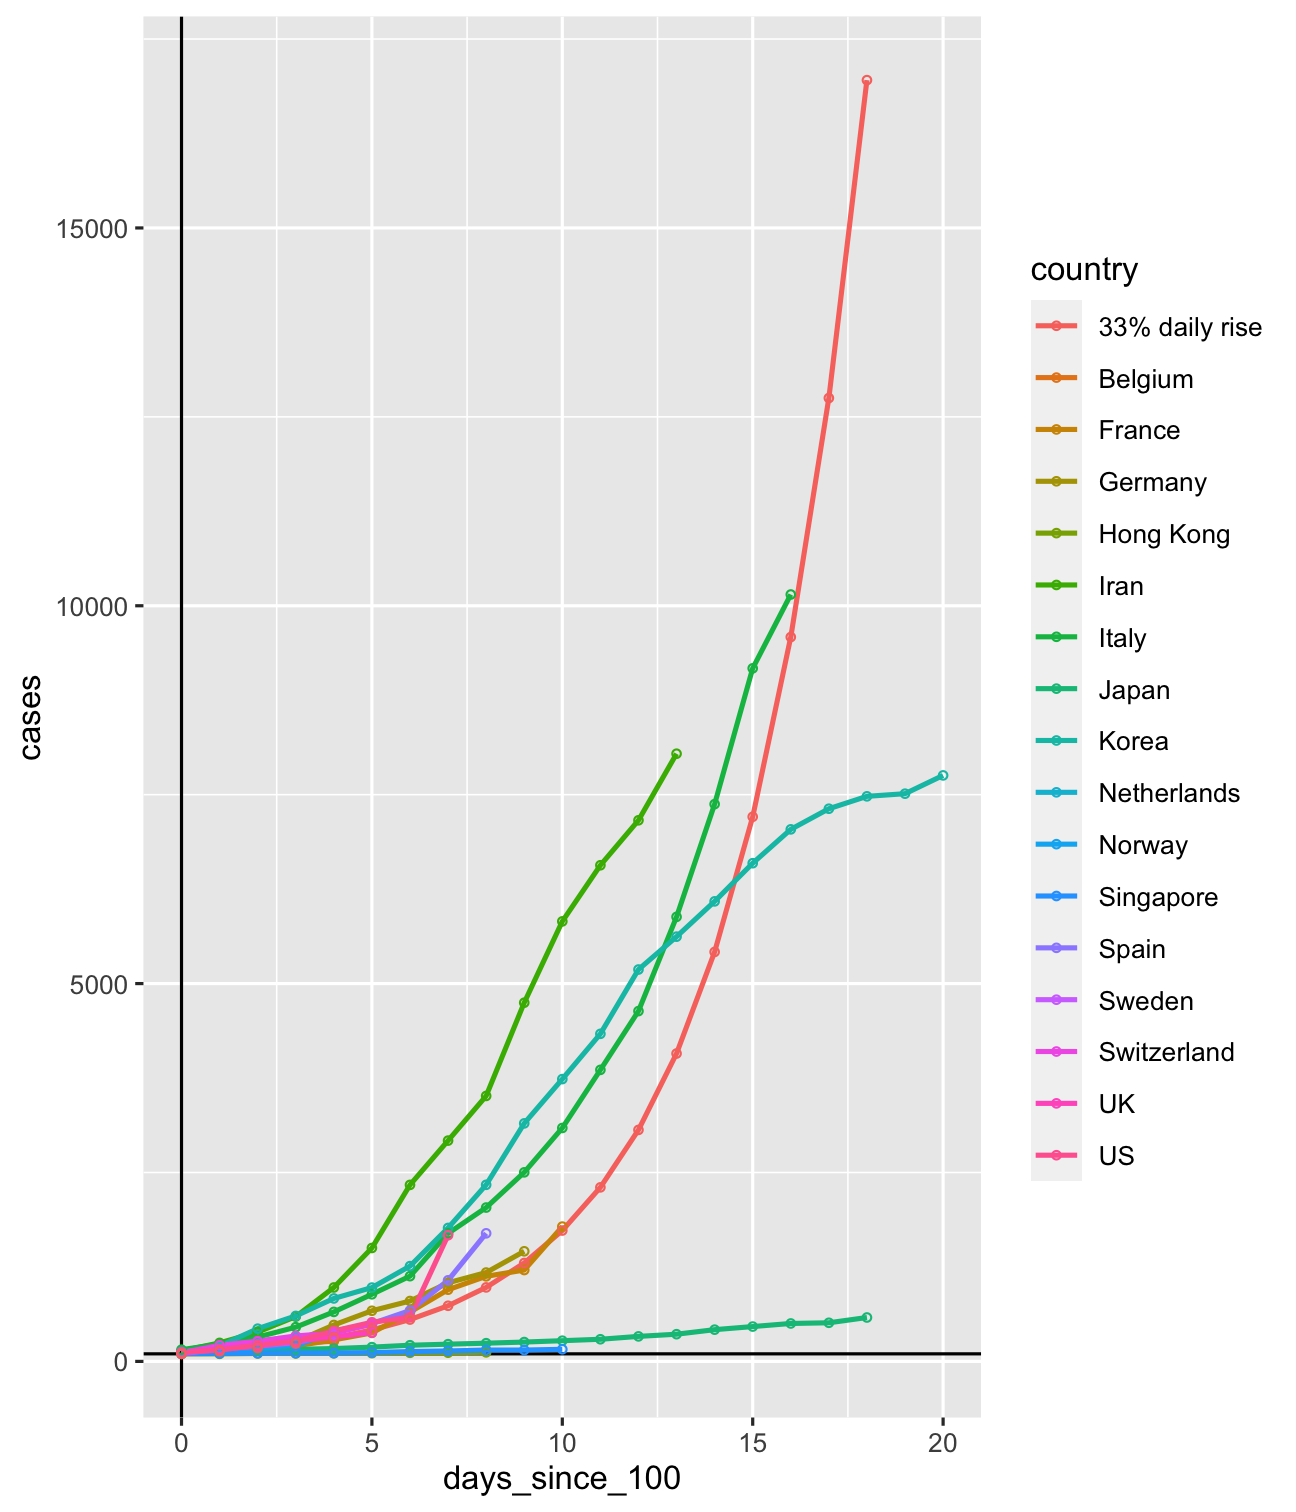 15000
10000
5000
0
cases
0 5 10 15 20
days_since_100
country
33% daily rise
Belgium
France
Germany
Hong Kong
Iran
Italy
Japan
Korea
Netherlands
Norway
Singapore
Spain
Sweden
Switzerland
UK
US